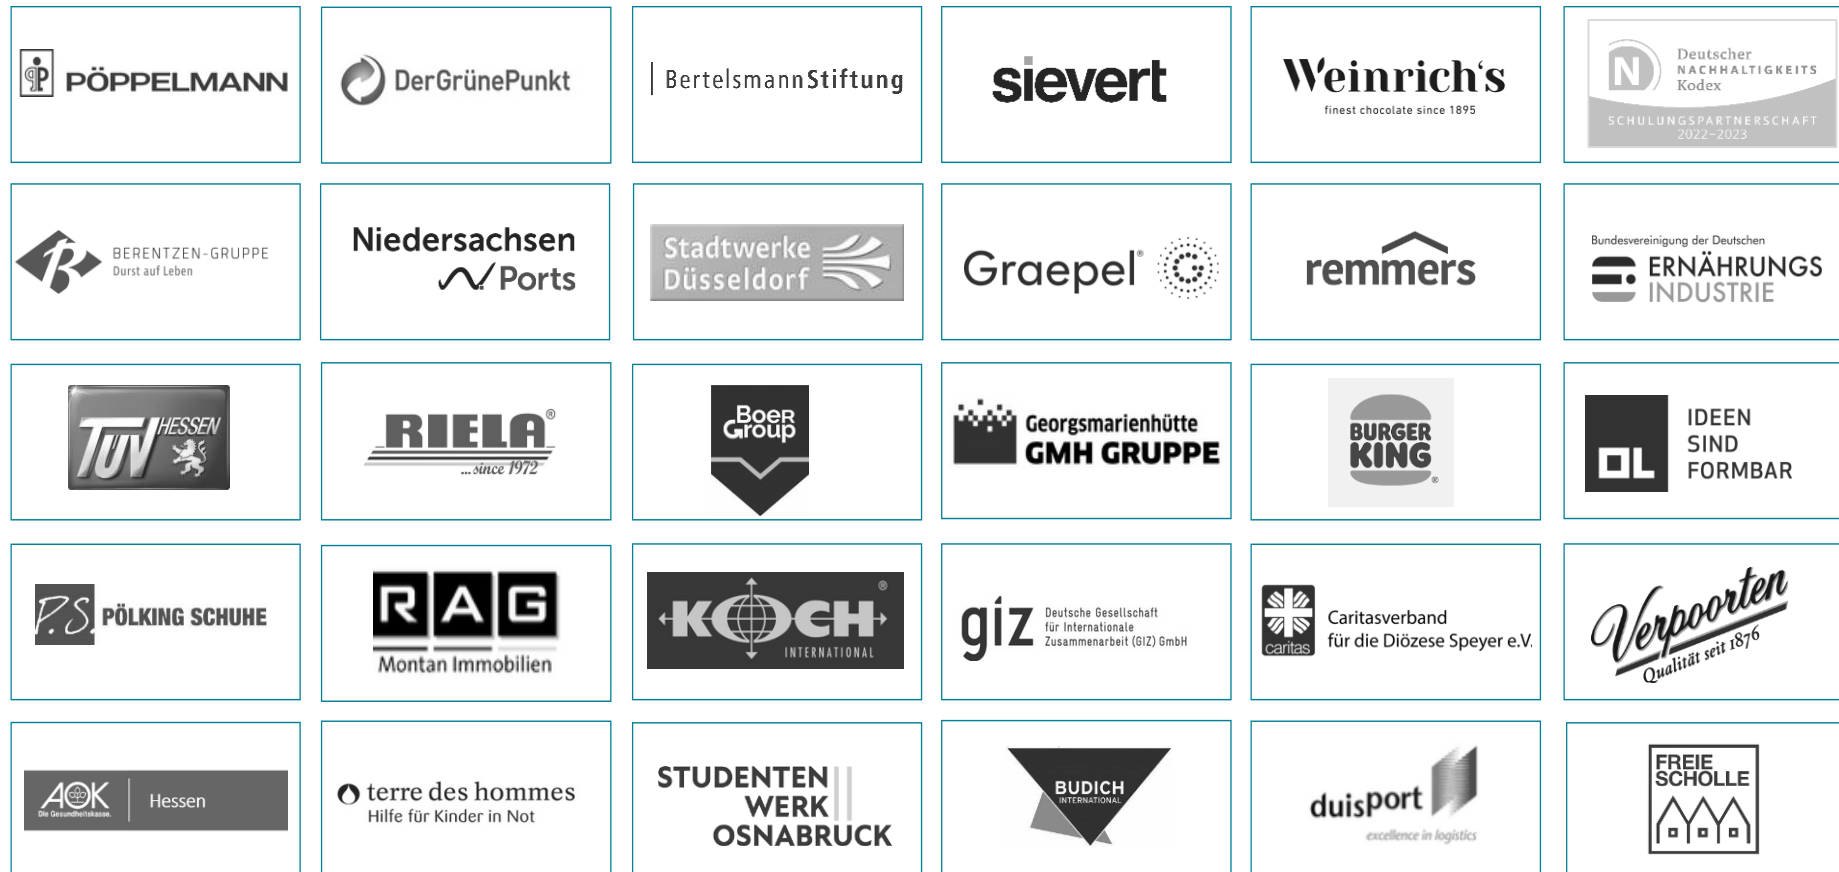 PÖPPELMANN
DerGrünePunkt
BertelsmannStiftung
sievert
Weinrich's
finest chocolate since 1895
N
Deutscher
NACHHALTIGKEITS
Kodex
SCHULUNGSPARTNERSCHAFT
2022–2023
B
BERENTZEN-GRUPPE
Durst auf Leben
Niedersachsen
Ports
Stadtwerke
Düsseldorf
Graepel®
G
remmers
Bundesvereinigung der Deutschen
ERNÄHRUNGS
INDUSTRIE
TÜV HESSEN
RIELA®
...since 1972
BOER
Group
Georgsmarienhütte
GMH GRUPPE
BURGER
KING®
OL
IDEEN
SIND
FORMBAR
P.S. PÖLKING SCHUHE
RAG
Montan Immobilien
KOCH®
INTERNATIONAL
giz
Deutsche Gesellschaft
für Internationale
Zusammenarbeit (GIZ) GmbH
caritas
Caritasverband
für die Diözese Speyer e.V.
Verpoorten
Qualität seit 1876
AOK
Die Gesundheitskasse.
Hessen
terre des hommes
Hilfe für Kinder in Not
STUDENTEN
WERK
OSNABRUCK
BUDICH
INTERNATIONAL
duisport
excellence in logistics
FREIE
SCHOLLE